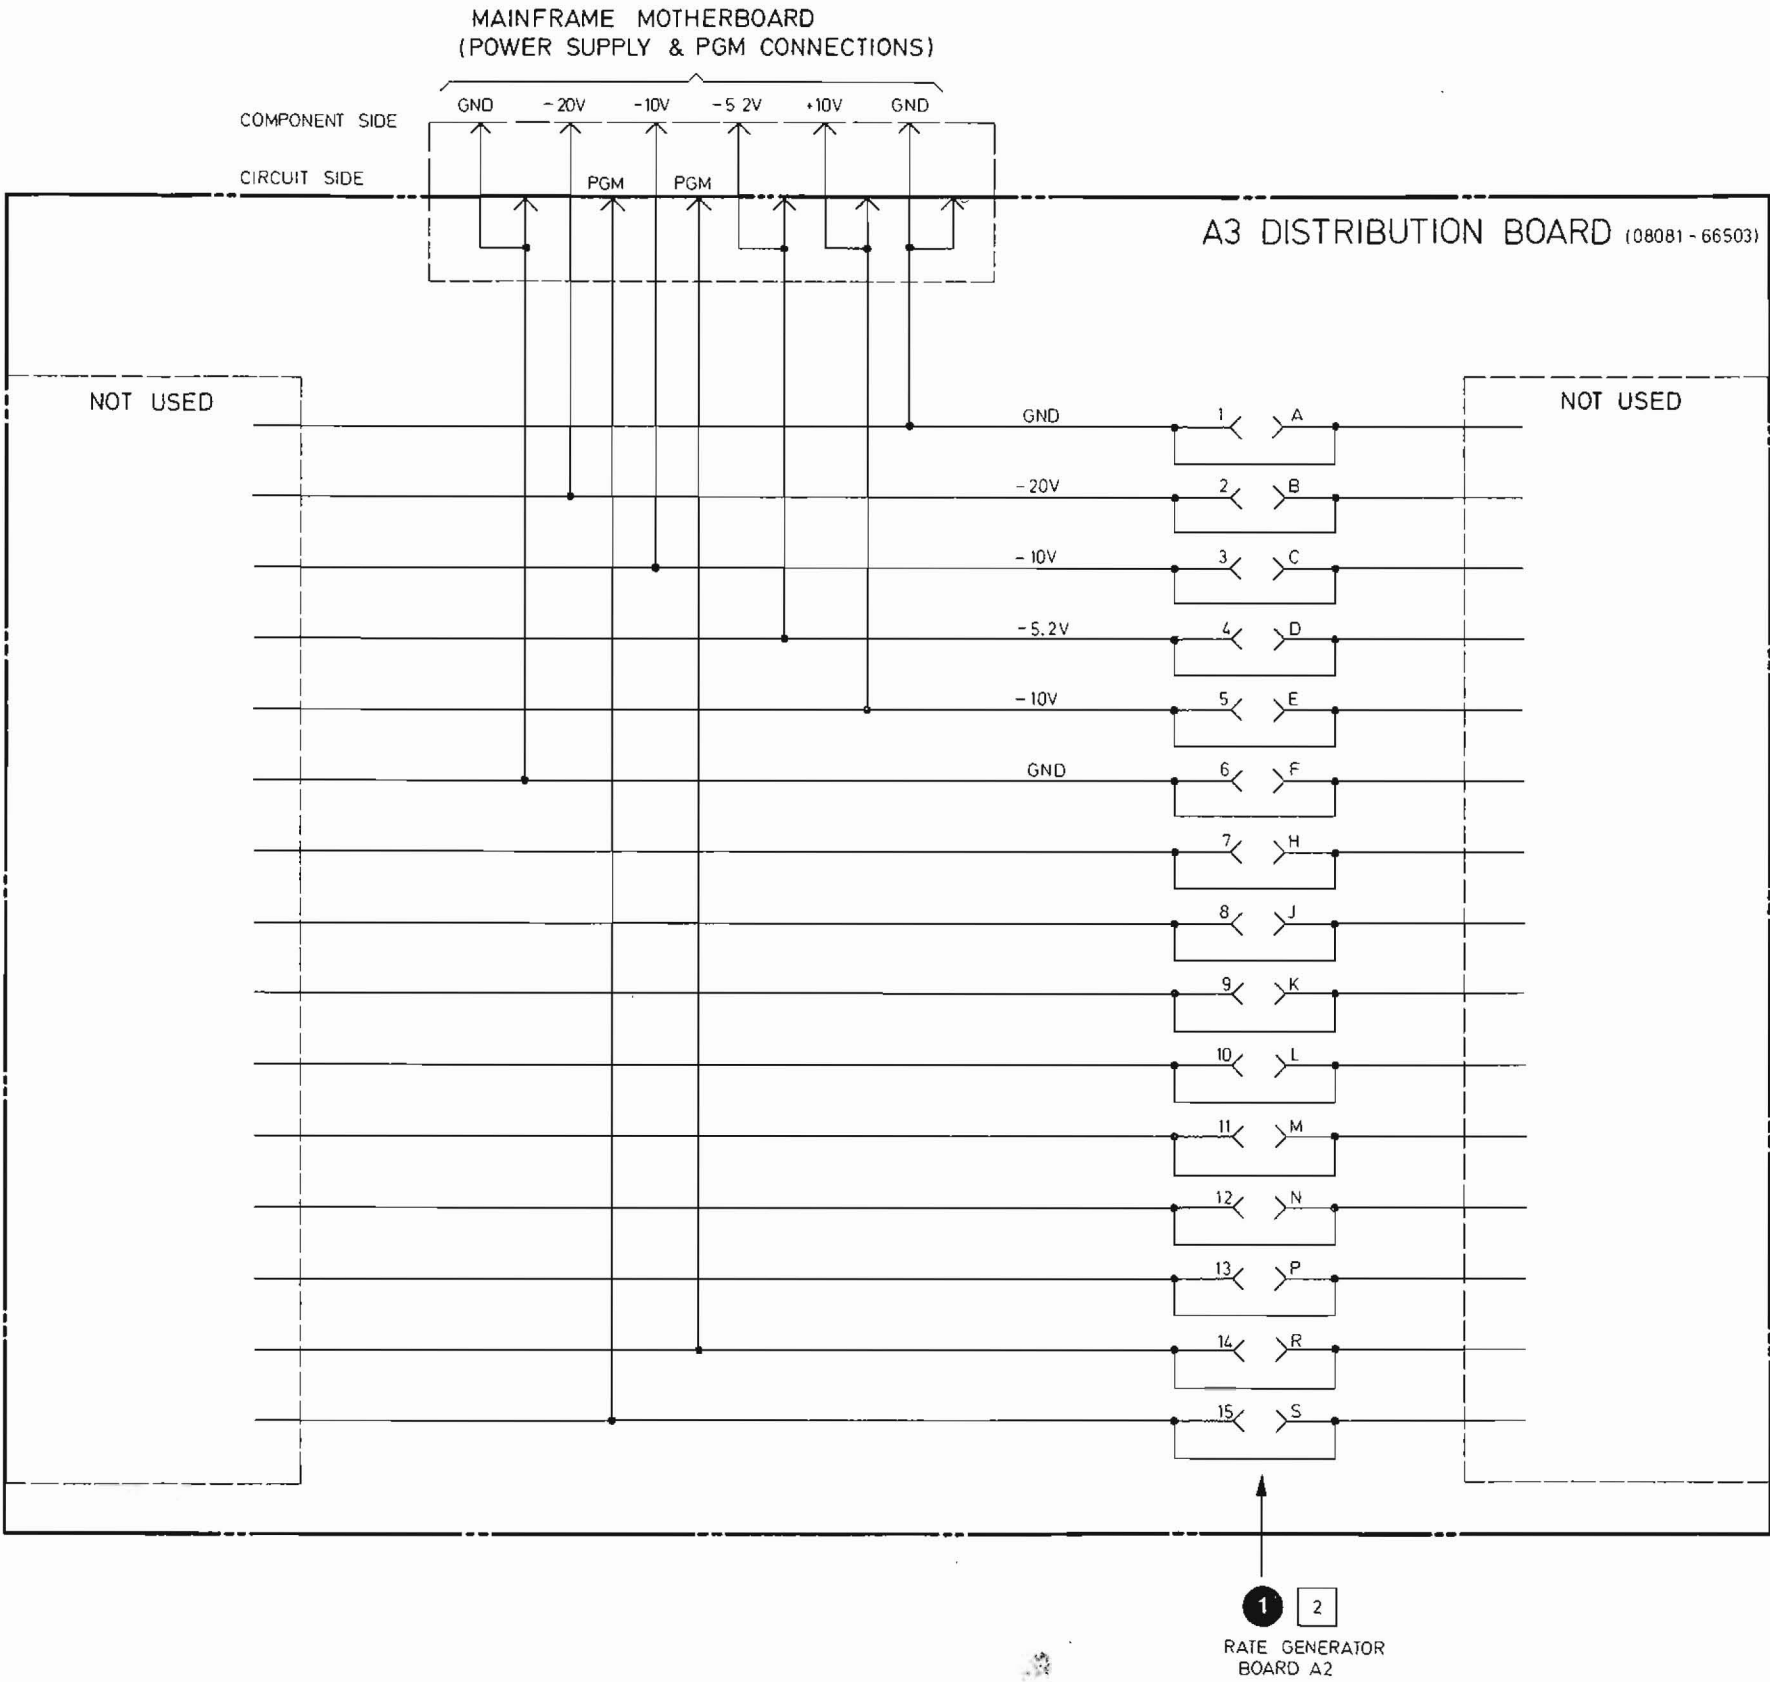 MAINFRAME MOTHERBOARD
(POWER SUPPLY & PGM CONNECTIONS)
GND -20V -10V -5 2V +10V GND
COMPONENT SIDE
CIRCUIT SIDE
PGM PGM
A3 DISTRIBUTION BOARD (08081-66503)
NOT USED
NOT USED
GND 1 A
-20V 2 B
-10V 3 C
-5.2V 4 D
-10V 5 E
GND 6 F
7 H
8 J
9 K
10 L
11 M
12 N
13 P
14 R
15 S
1 2
RATE GENERATOR
BOARD A2